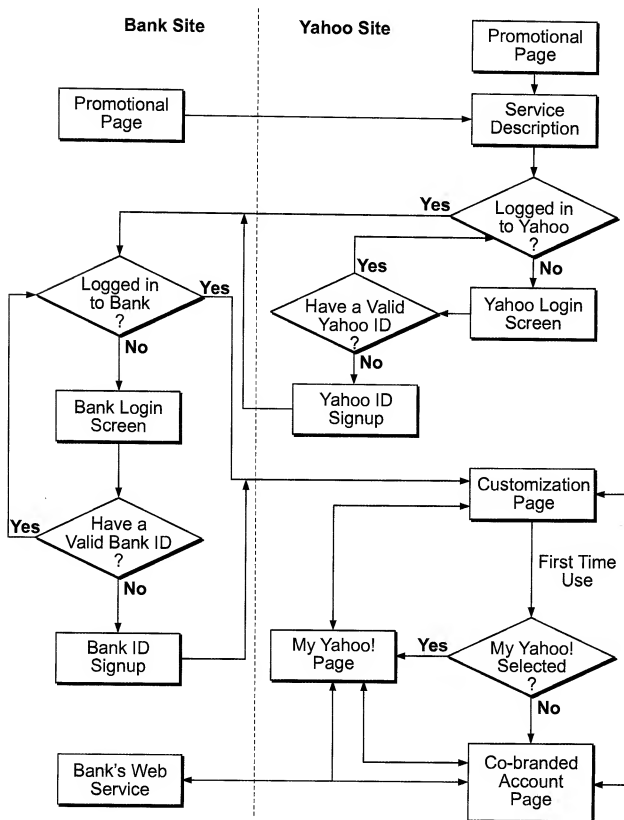 Bank Site
Yahoo Site
Promotional
Page
Promotional
Page
Service
Description
Yes
Logged in
to Yahoo
?
No
Yes
Logged in
to Bank
?
Yes
No
Have a Valid
Yahoo ID
?
No
Yahoo Login
Screen
Yahoo ID
Signup
Bank Login
Screen
Customization
Page
Yes
Have a
Valid Bank ID
?
No
First Time
Use
Bank ID
Signup
My Yahoo!
Page
Yes
My Yahoo!
Selected
?
No
Bank's Web
Service
Co-branded
Account
Page